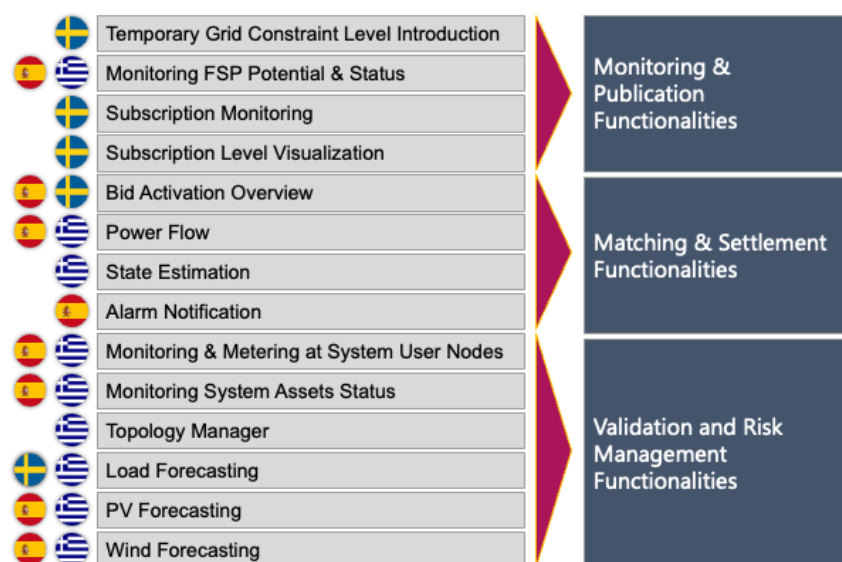 Temporary Grid Constraint Level Introduction
Monitoring FSP Potential & Status
Subscription Monitoring
Subscription Level Visualization
Bid Activation Overview
Power Flow
State Estimation
Alarm Notification
Monitoring & Metering at System User Nodes
Monitoring System Assets Status
Topology Manager
Load Forecasting
PV Forecasting
Wind Forecasting
Monitoring &
Publication
Functionalities
Matching & Settlement
Functionalities
Validation and Risk
Management
Functionalities